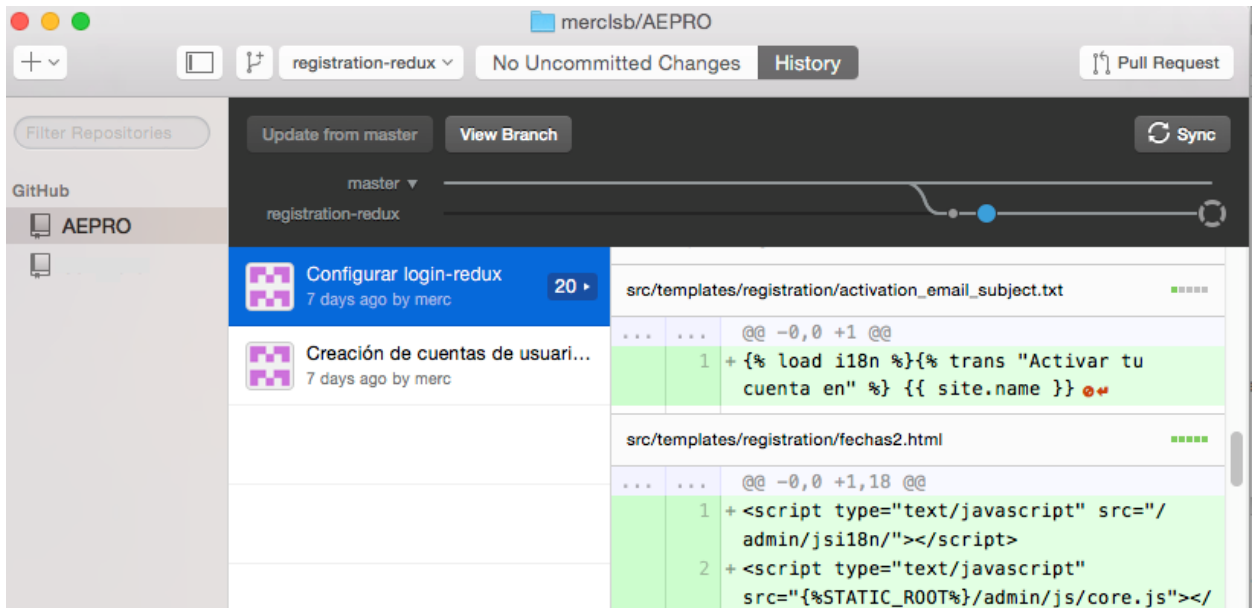 merclsb/AEPRO
registration-redux
No Uncommitted Changes
History
Pull Request
Filter Repositories
Update from master
View Branch
Sync
GitHub
master
registration-redux
AEPRO
Configurar login-redux
20
7 days ago by merc
Creación de cuentas de usuari...
7 days ago by merc
src/templates/registration/activation_email_subject.txt
... ... @@ -0,0 +1 @@
1 + {% load i18n %}{% trans "Activar tu
cuenta en" %} {{ site.name }}
src/templates/registration/fechas2.html
... ... @@ -0,0 +1,18 @@
1 + <script type="text/javascript" src="/
admin/jsi18n/"></script>
2 + <script type="text/javascript"
src="{%STATIC_ROOT%}/admin/js/core.js"></